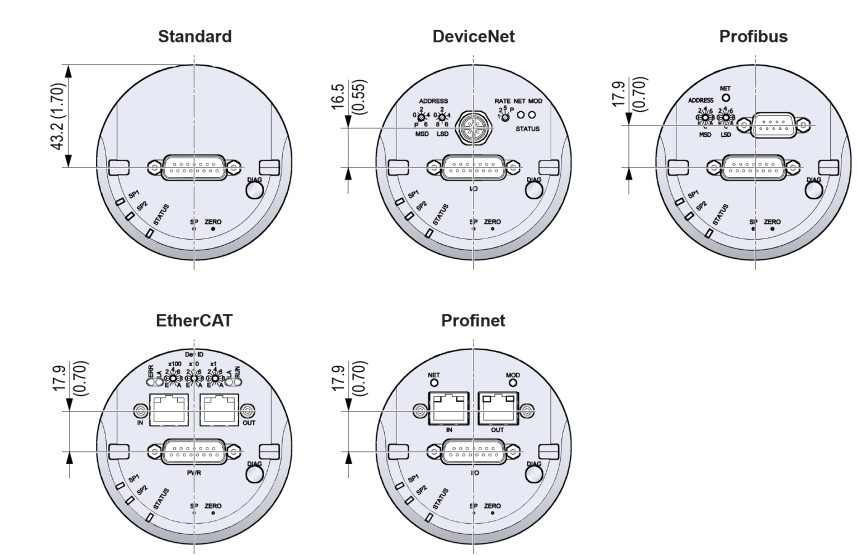 Standard
43.2 (1.70)
SP1
SP2
STATUS
SP ZERO
DIAG
DeviceNet
16.5
(0.55)
ADDRESS
MSD LSD
RATE NET MOD
STATUS
I/O
SP1
SP2
STATUS
SP ZERO
DIAG
Profibus
17.9
(0.70)
NET
ADDRESS
MSD LSD
SP1
SP2
STATUS
SP ZERO
DIAG
EtherCAT
17.9
(0.70)
Dev ID
x100 x10 x1
ERR
LA
LA
RUN
IN
OUT
PWR
SP1
SP2
STATUS
SP ZERO
DIAG
Profinet
17.9
(0.70)
NET
MOD
IN
OUT
I/O
SP1
SP2
STATUS
SP ZERO
DIAG